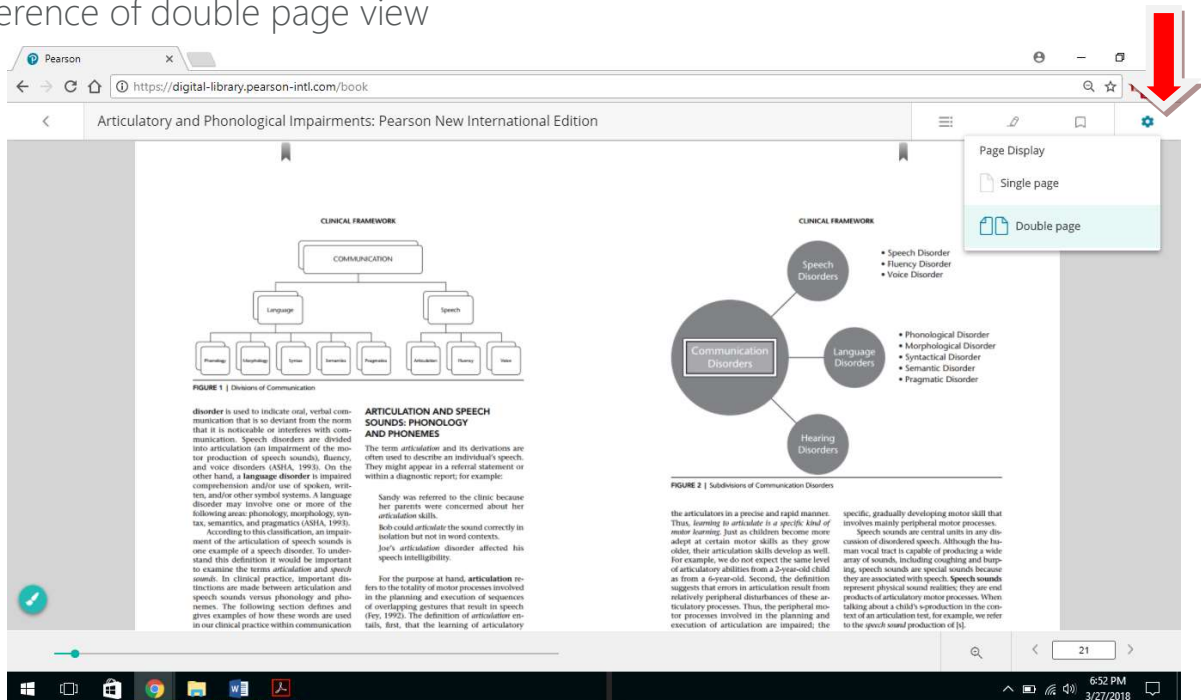 erence of double page view
Pearson
https://digital-library.pearson-intl.com/book
Articulatory and Phonological Impairments: Pearson New International Edition
Page Display
Single page
Double page
CLINICAL FRAMEWORK
COMMUNICATION
Language
Speech
Phonology
Morphology
Syntax
Semantics
Pragmatics
Articulation
Fluency
Voice
FIGURE 1 | Divisions of Communication
disorder is used to indicate oral, verbal com-
munication that is so deviant from the norm
that it is noticeable or interferes with com-
munication. Speech disorders are divided
into articulation (an impairment of the mo-
tor production of speech sounds), fluency,
and voice disorders (ASHA, 1993). On the
other hand, a language disorder is impaired
comprehension and/or use of spoken, writ-
ten, and/or other symbol systems. A language
disorder may involve one or more of the
following areas: phonology, morphology, syn-
tax, semantics, and pragmatics (ASHA, 1993).
According to this classification, an impair-
ment of the articulation of speech sounds is
one example of a speech disorder. To under-
stand this definition it would be important
to examine the terms articulation and speech
sounds. In clinical practice, important dis-
tinctions are made between articulation and
speech sounds versus phonology and pho-
nemes. The following section defines and
gives examples of how these words are used
in our clinical practice within communication
ARTICULATION AND SPEECH
SOUNDS: PHONOLOGY
AND PHONEMES
The term articulation and its derivations are
often used to describe an individual's speech.
They might appear in a referral statement or
within a diagnostic report; for example:
Sandy was referred to the clinic because
her parents were concerned about her
articulation skills.
Bob could articulate the sound correctly in
isolation but not in word contexts.
Joe's articulation disorder affected his
speech intelligibility.
For the purpose at hand, articulation re-
fers to the totality of motor processes involved
in the planning and execution of sequences
of overlapping gestures that result in speech
(Fey, 1992). The definition of articulation en-
tails, first, that the learning of articulatory
CLINICAL FRAMEWORK
Speech
Disorders
• Speech Disorder
• Fluency Disorder
• Voice Disorder
Communication
Disorders
Language
Disorders
• Phonological Disorder
• Morphological Disorder
• Syntactical Disorder
• Semantic Disorder
• Pragmatic Disorder
Hearing
Disorders
FIGURE 2 | Subdivisions of Communication Disorders
the articulators in a precise and rapid manner.
Thus, learning to articulate is a specific kind of
motor learning. Just as children become more
adept at certain motor skills as they grow
older, their articulation skills develop as well.
For example, we do not expect the same level
of articulatory abilities from a 2-year-old child
as from a 6-year-old. Second, the definition
suggests that errors in articulation result from
relatively peripheral disturbances of these ar-
ticulatory processes. Thus, the peripheral mo-
tor processes involved in the planning and
execution of articulation are impaired; the
specific, gradually developing motor skill that
involves mainly peripheral motor processes.
Speech sounds are central units in any dis-
cussion of disordered speech. Although the hu-
man vocal tract is capable of producing a wide
array of sounds, including coughing and burp-
ing, speech sounds are special sounds because
they are associated with speech. Speech sounds
represent physical sound realities; they are end
products of articulatory motor processes. When
talking about a child's s-production in the con-
text of an articulation test, for example, we refer
to the speech sound production of [s].
21
6:52 PM
3/27/2018